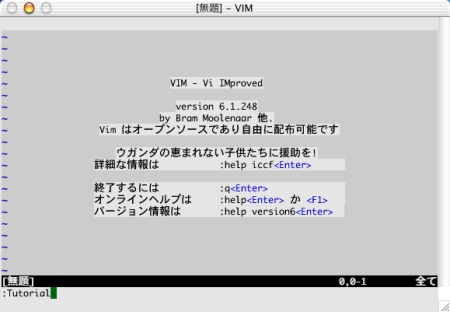 [無題] - VIM
~
~
~
~
VIM - Vi IMproved
~
~
version 6.1.248
~
by Bram Moolenaar 他.
~
Vim はオープンソースであり自由に配布可能です
~
~
ウガンダの恵まれない子供たちに援助を!
~
詳細な情報は :help iccf<Enter>
~
~
終了するには :q<Enter>
~
オンラインヘルプは :help<Enter> か <F1>
~
バージョン情報は :help version6<Enter>
~
~
~
~
~
[無題] 0,0-1 全て
:Tutorial